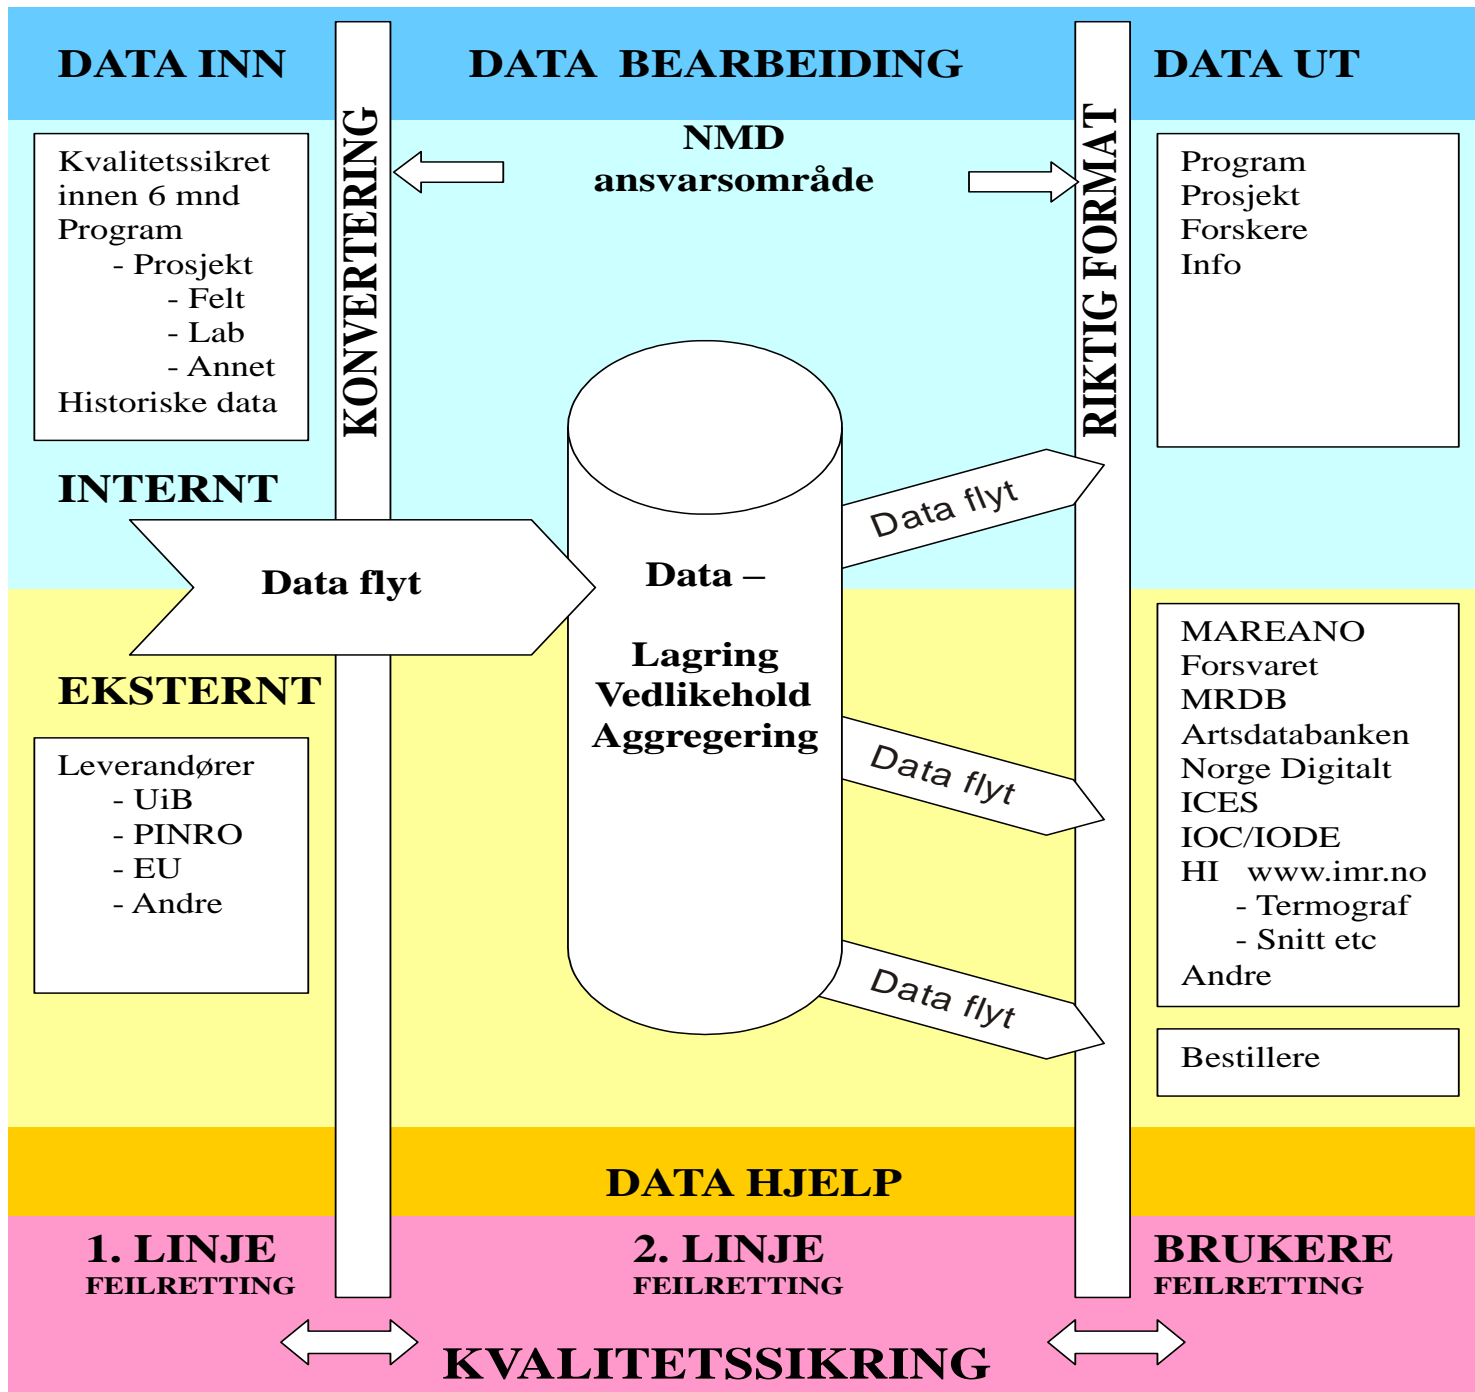 DATA INN
DATA BEARBEIDING
DATA UT
KONVERTERING
NMD
ansvarsområde
RIKTIG FORMAT
Kvalitetssikret
innen 6 mnd
Program
- Prosjekt
- Felt
- Lab
- Annet
Historiske data
INTERNT
Program
Prosjekt
Forskere
Info
Data flyt
Data –
Lagring
Vedlikehold
Aggregering
Data flyt
Data flyt
Data flyt
EKSTERNT
Leverandører
- UiB
- PINRO
- EU
- Andre
MAREANO
Forsvaret
MRDB
Artsdatabanken
Norge Digitalt
ICES
IOC/IODE
HI www.imr.no
- Termograf
- Snitt etc
Andre
Bestillere
DATA HJELP
1. LINJE
FEILRETTING
2. LINJE
FEILRETTING
BRUKERE
FEILRETTING
KVALITETSSIKRING